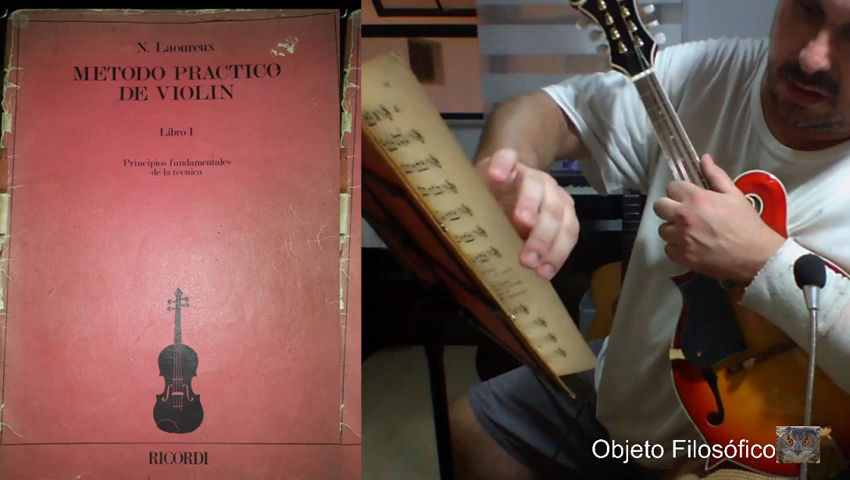 N. Laoureux
METODO PRACTICO
DE VIOLIN
Libro I
Principios fundamentales
de la técnica
RICORDI
Objeto Filosófico